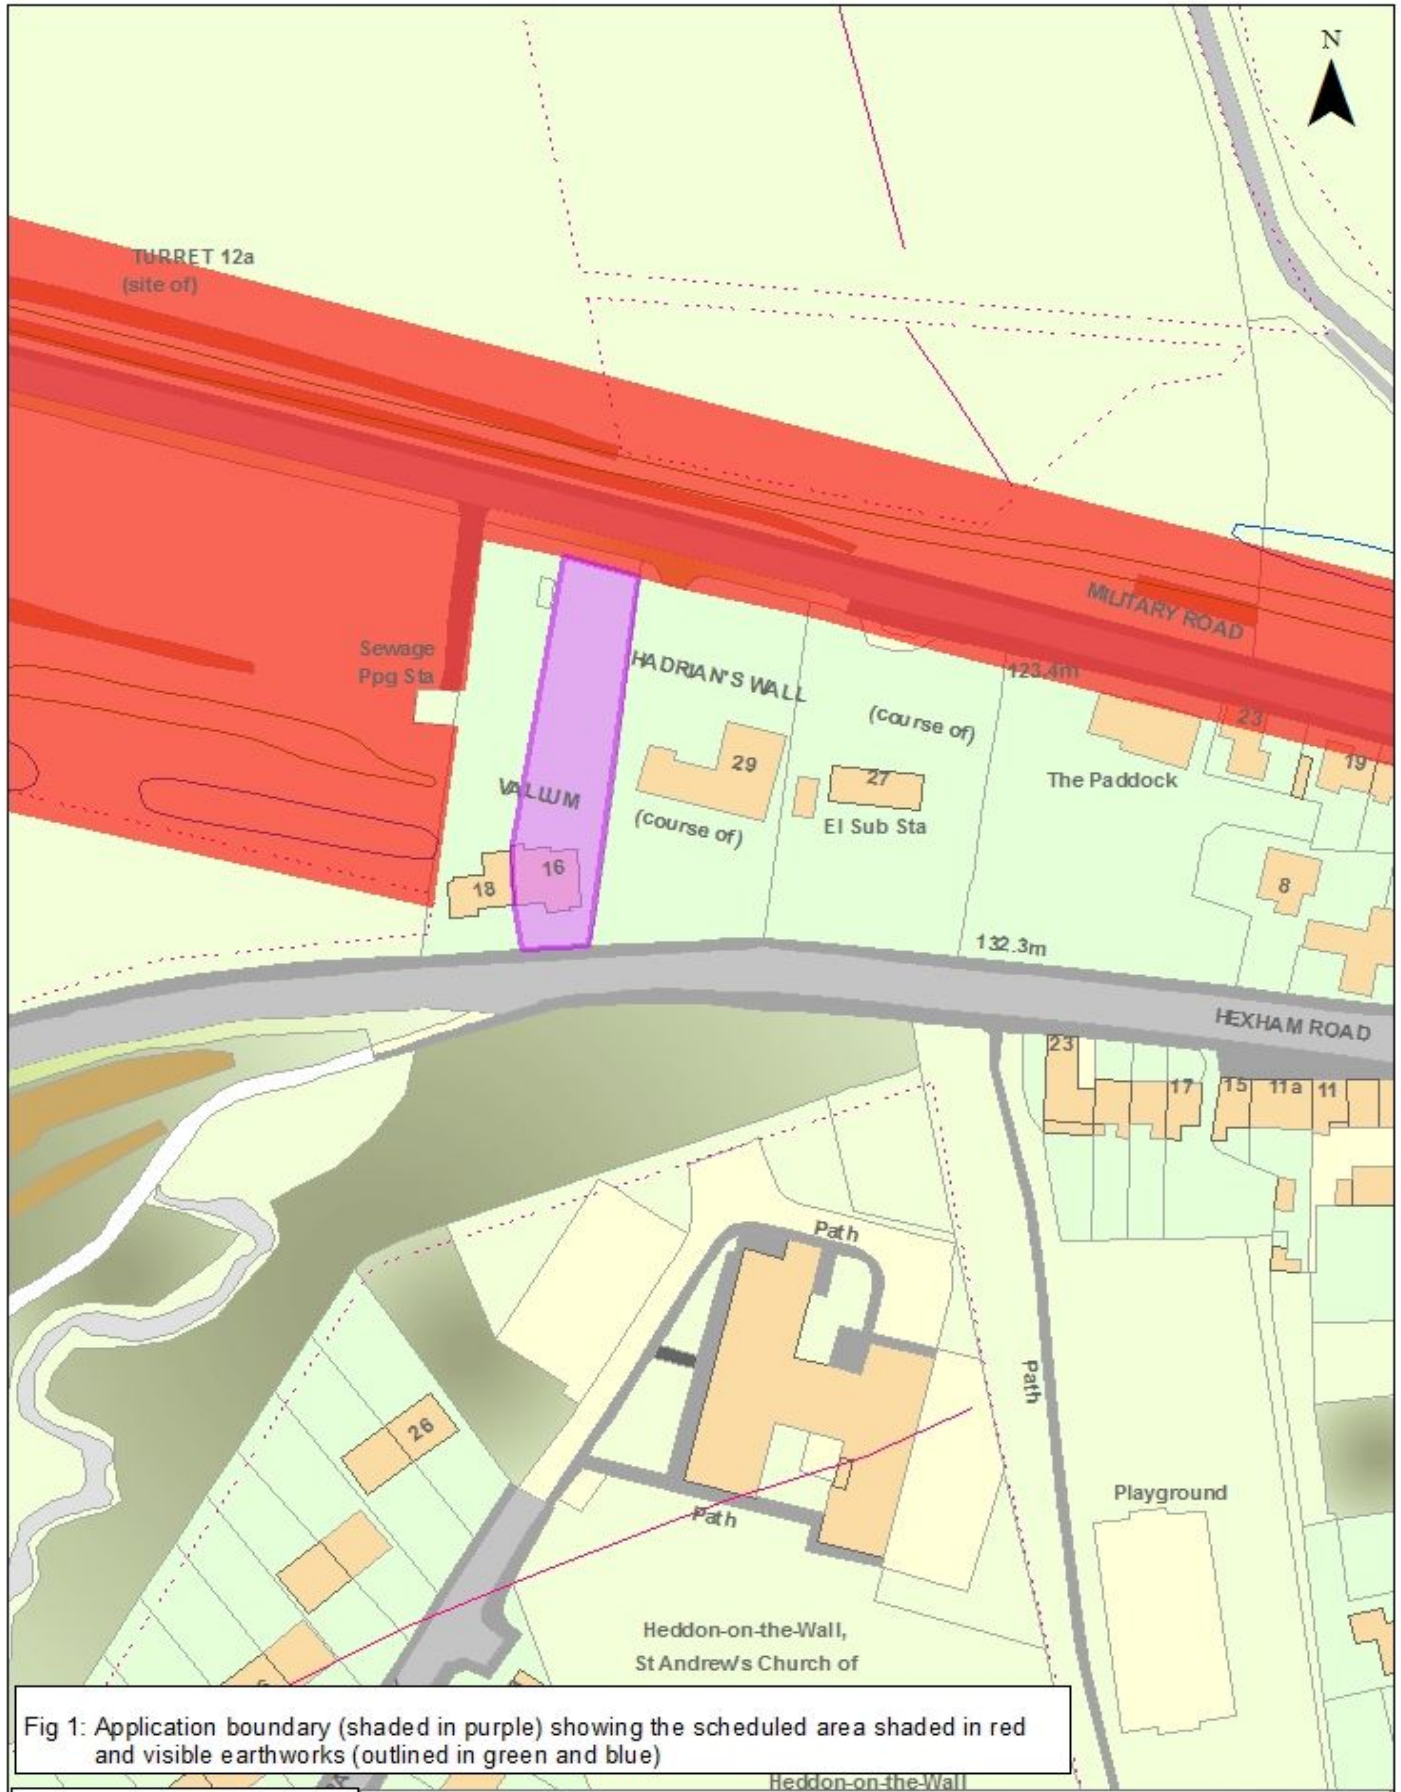 N
TURRET 12a
(site of)
MILITARY ROAD
Sewage
Ppg Sta
HADRIAN'S WALL
(course of)
123.4m
23
19
29
27
The Paddock
VALLUM
(course of)
El Sub Sta
16
18
8
132.3m
HEXHAM ROAD
23
17
15
11a
11
Path
Path
26
Path
Playground
Heddon-on-the-Wall,
St Andrew's Church of
Fig 1: Application boundary (shaded in purple) showing the scheduled area shaded in red
and visible earthworks (outlined in green and blue)
Heddon-on-the-Wall